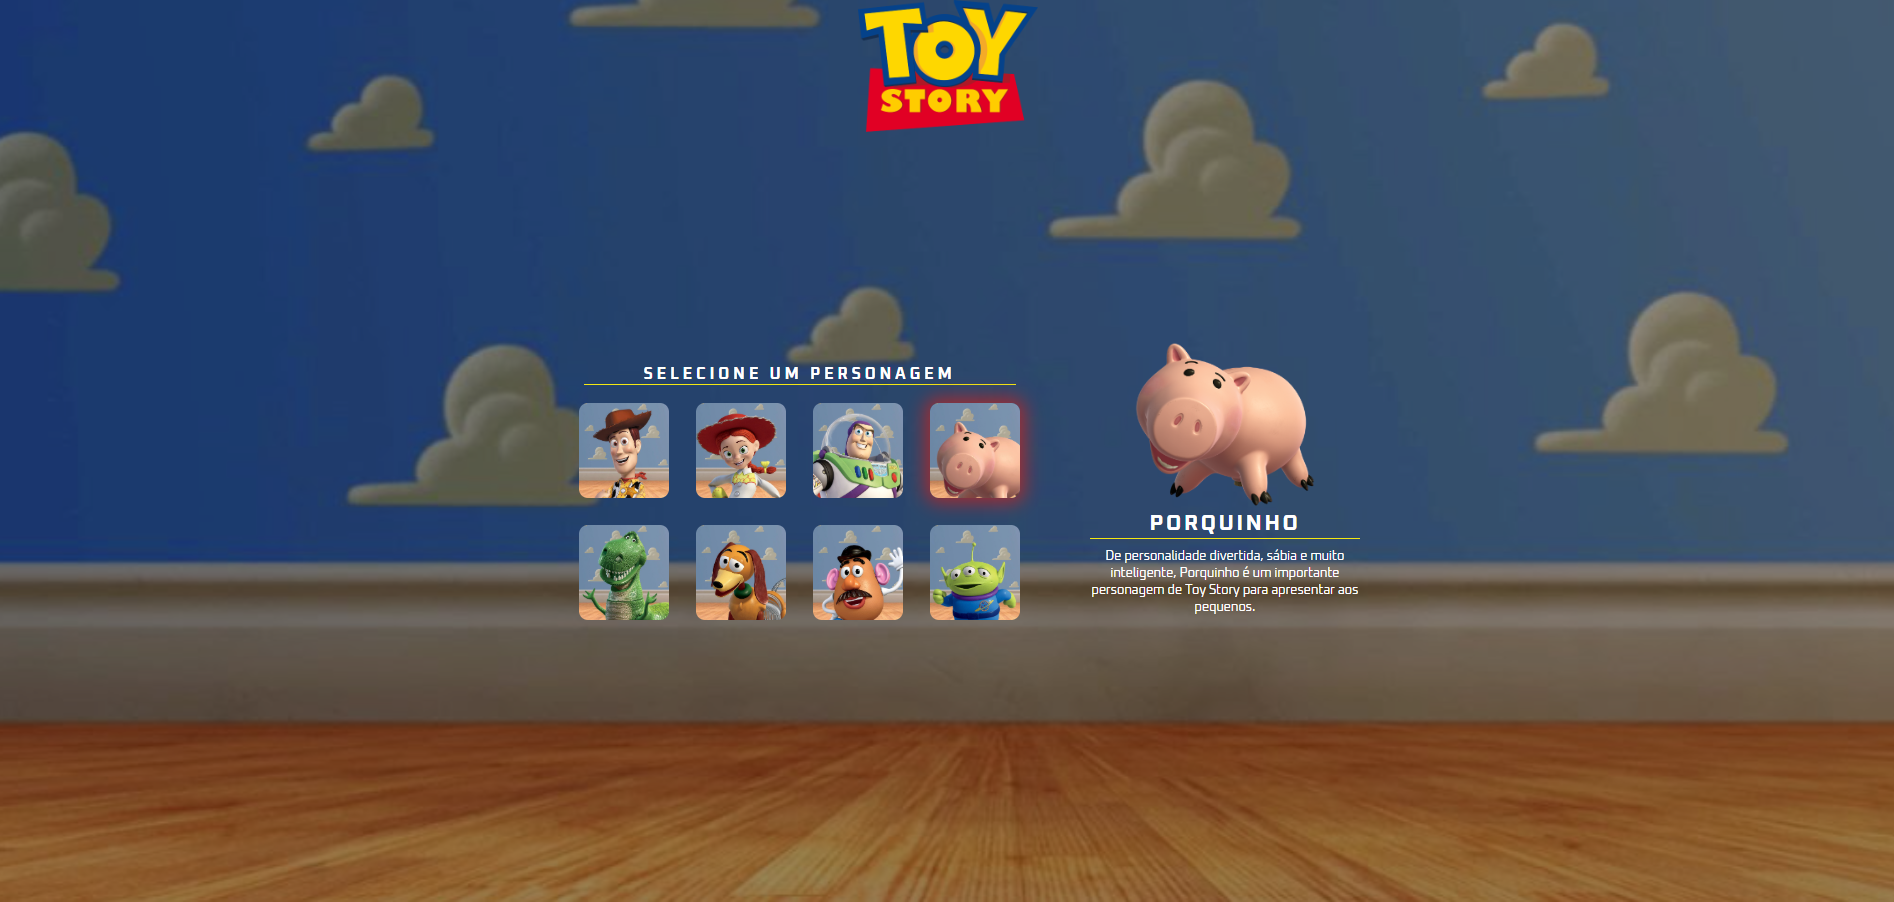 TOY
STORY
SELECIONE UM PERSONAGEM
PORQUINHO
De personalidade divertida, sábia e muito
inteligente, Porquinho é um importante
personagem de Toy Story para apresentar aos
pequenos.